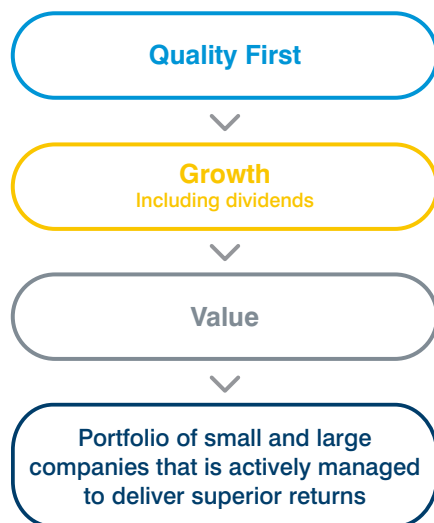 Quality First
Growth
Including dividends
Value
Portfolio of small and large
companies that is actively managed
to deliver superior returns